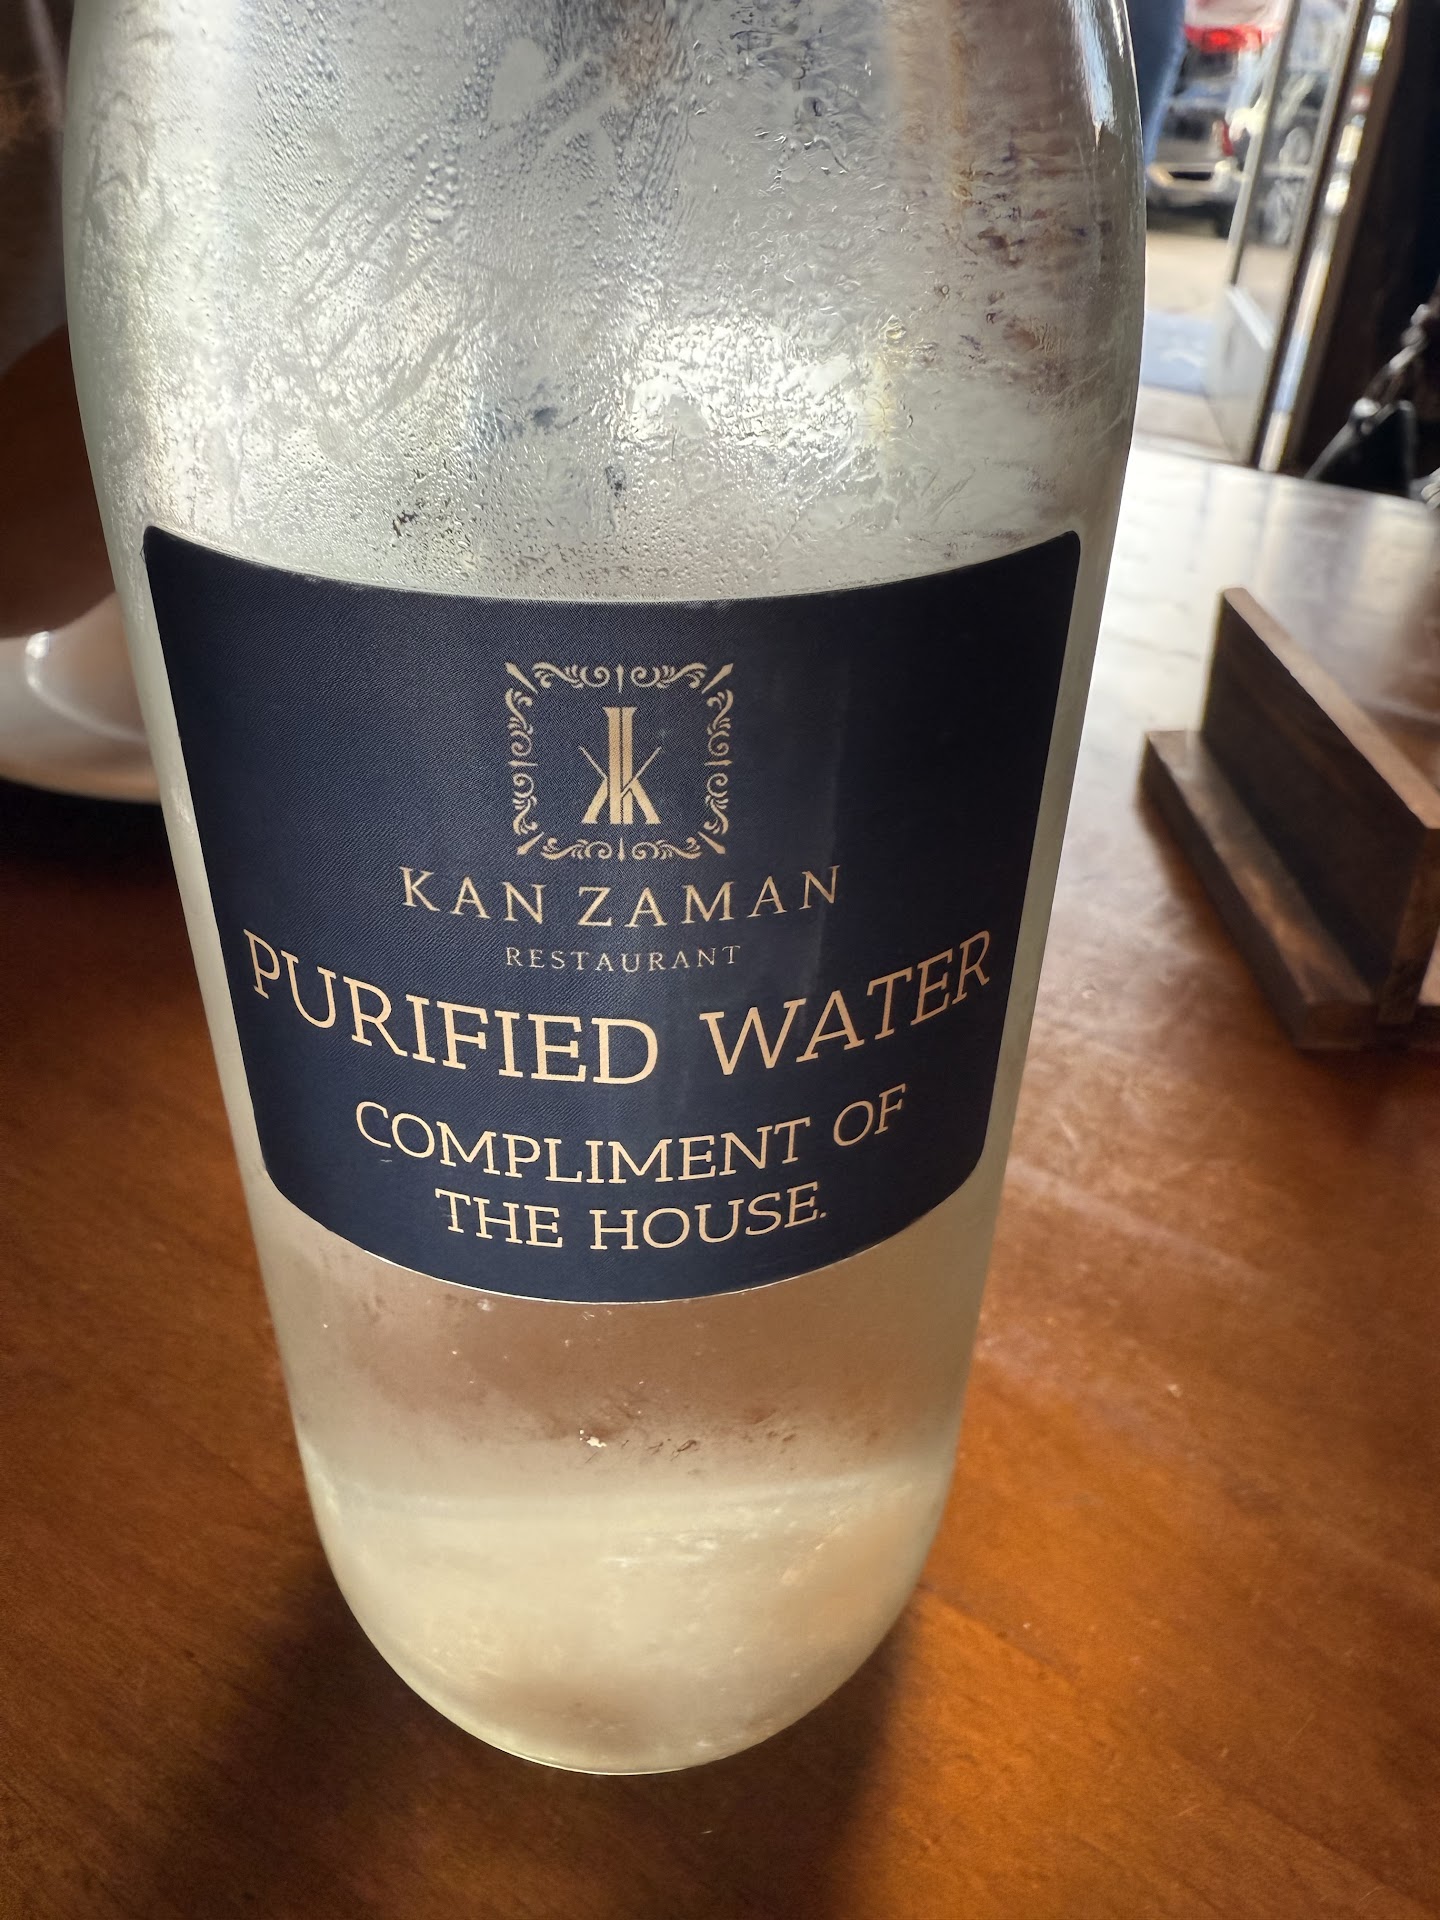 KAN ZAMAN
RESTAURANT
PURIFIED WATER
COMPLIMENT OF
THE HOUSE.